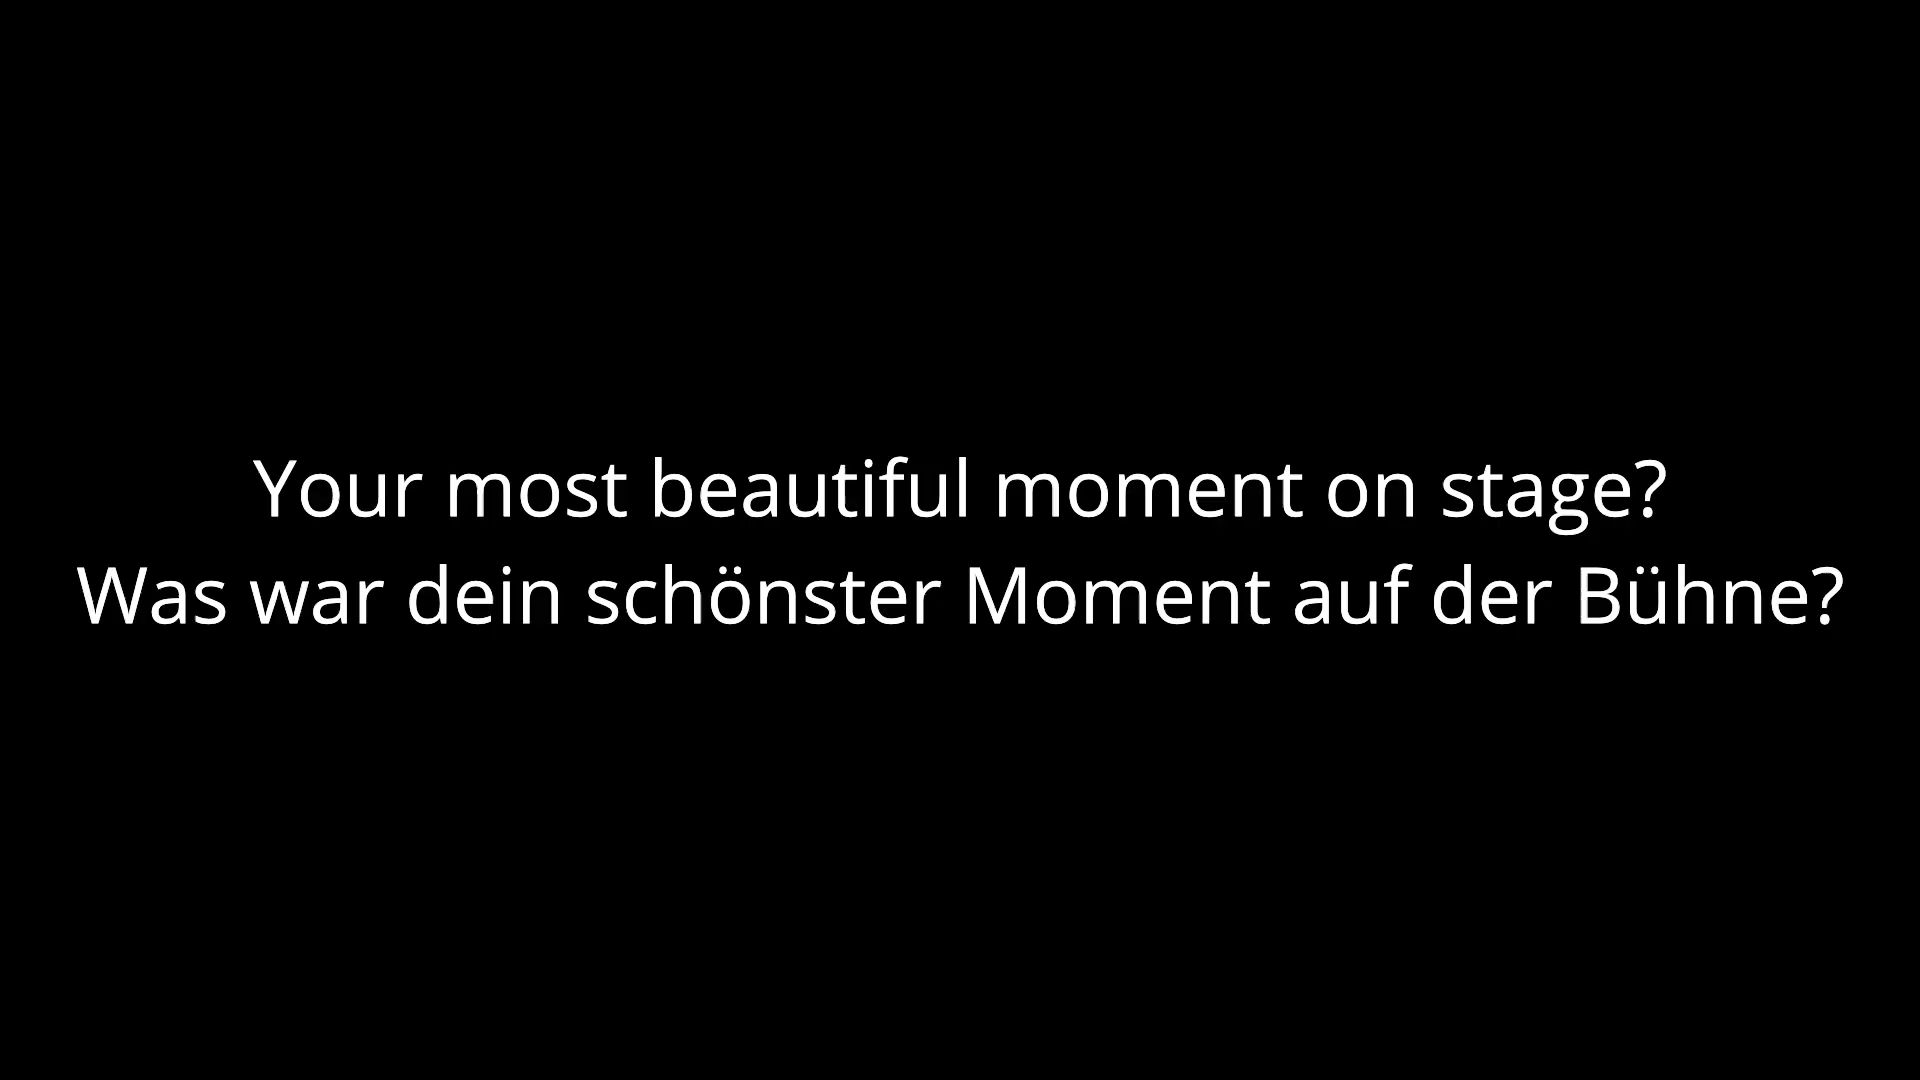 Your most beautiful moment on stage?
Was war dein schönster Moment auf der Bühne?